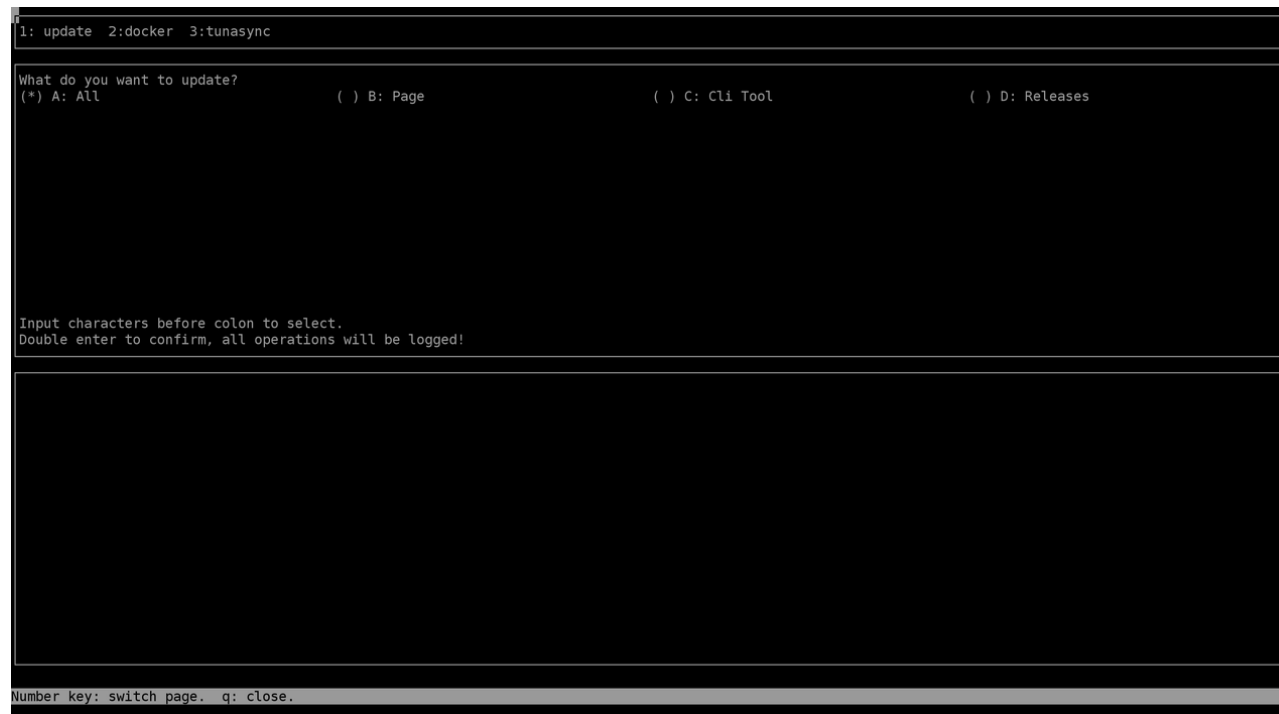 1: update  2:docker  3:tunasync
What do you want to update?
(*) A: All ( ) B: Page ( ) C: Cli Tool ( ) D: Releases
Input characters before colon to select.
Double enter to confirm, all operations will be logged!
Number key: switch page.  q: close.